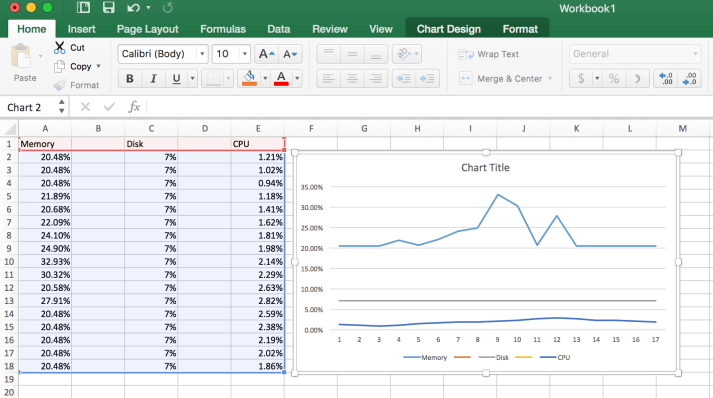 Workbook1
Home Insert Page Layout Formulas Data Review View Chart Design Format
Paste
Cut
Copy
Format
Calibri (Body) 10 A A
B I U A
Wrap Text
Merge & Center
General
$ % .0 .00 .00 .0
Chart 2 fx
A B C D E F G H I J K L M
1 Memory Disk CPU
2 20.48% 7% 1.21%
3 20.48% 7% 1.02%
4 20.48% 7% 0.94%
5 21.89% 7% 1.18%
6 20.68% 7% 1.41%
7 22.09% 7% 1.62%
8 24.10% 7% 1.81%
9 24.90% 7% 1.98%
10 32.93% 7% 2.14%
11 30.32% 7% 2.29%
12 20.58% 7% 2.63%
13 27.91% 7% 2.82%
14 20.48% 7% 2.59%
15 20.48% 7% 2.38%
16 20.48% 7% 2.19%
17 20.48% 7% 2.02%
18 20.48% 7% 1.86%
19
20
Chart Title
35.00%
30.00%
25.00%
20.00%
15.00%
10.00%
5.00%
0.00%
1 2 3 4 5 6 7 8 9 10 11 12 13 14 15 16 17
Memory Disk CPU